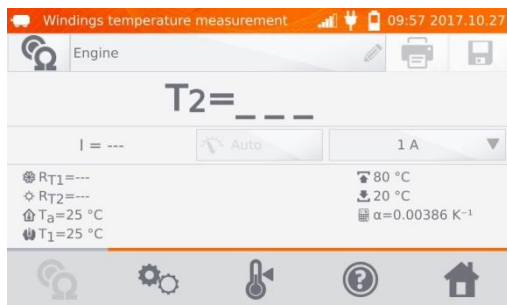 Windings temperature measurement 09:57 2017.10.27
Engine
T2=_ _ _
I = --- Auto 1 A
RT1=--- 80 °C
RT2=--- 20 °C
Ta=25 °C α=0.00386 K⁻¹
T1=25 °C